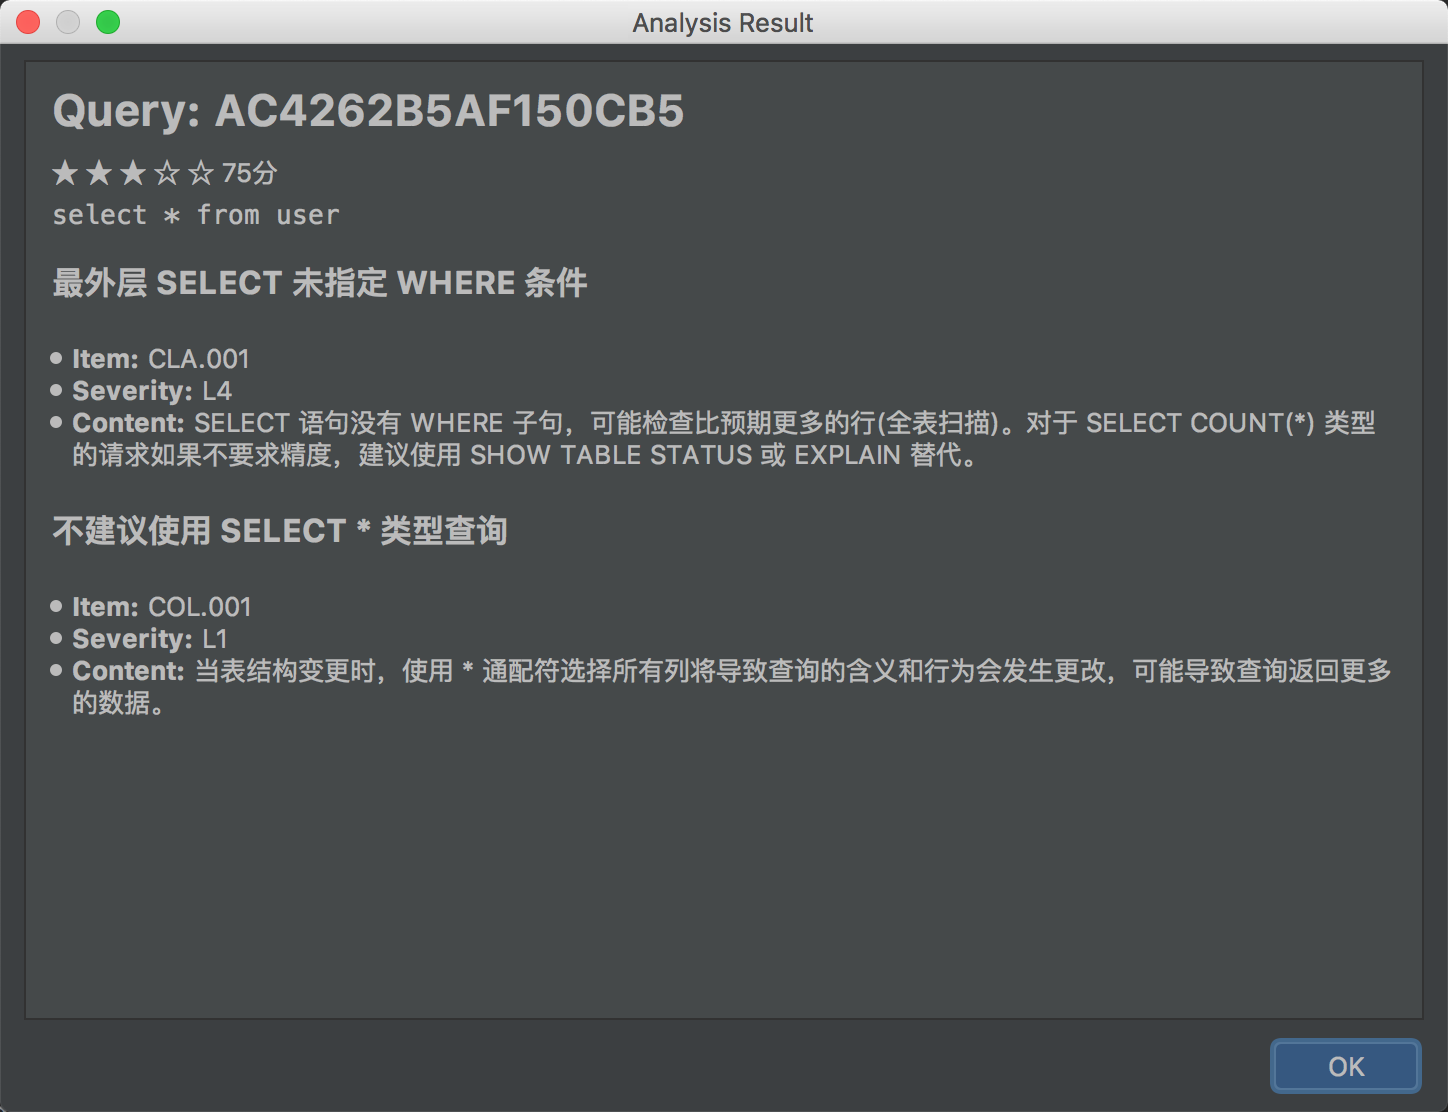 Analysis Result
Query: AC4262B5AF150CB5
★ ★ ★ ☆ ☆ 75分
select * from user
最外层 SELECT 未指定 WHERE 条件
● Item: CLA.001
● Severity: L4
● Content: SELECT 语句没有 WHERE 子句，可能检查比预期更多的行(全表扫描)。对于 SELECT COUNT(*) 类型
的请求如果不要求精度，建议使用 SHOW TABLE STATUS 或 EXPLAIN 替代。
不建议使用 SELECT * 类型查询
● Item: COL.001
● Severity: L1
● Content: 当表结构变更时，使用 * 通配符选择所有列将导致查询的含义和行为会发生更改，可能导致查询返回更多
的数据。
OK